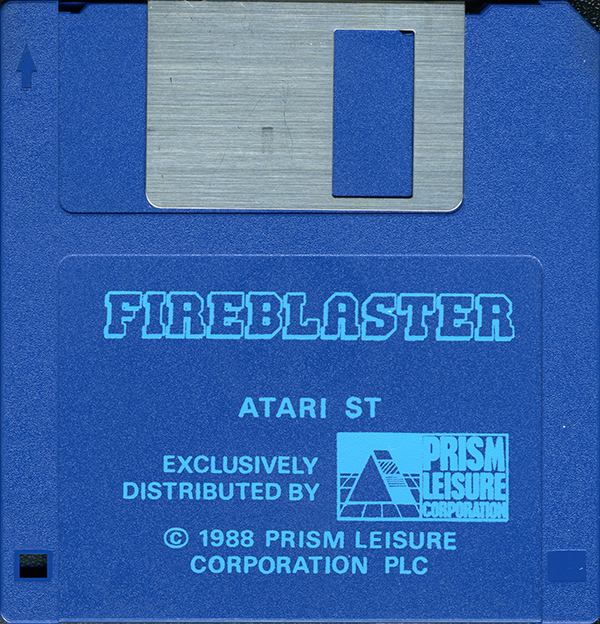 FIREBLASTER
ATARI ST
EXCLUSIVELY
DISTRIBUTED BY
PRISM
LEISURE
CORPORATION
© 1988 PRISM LEISURE
CORPORATION PLC